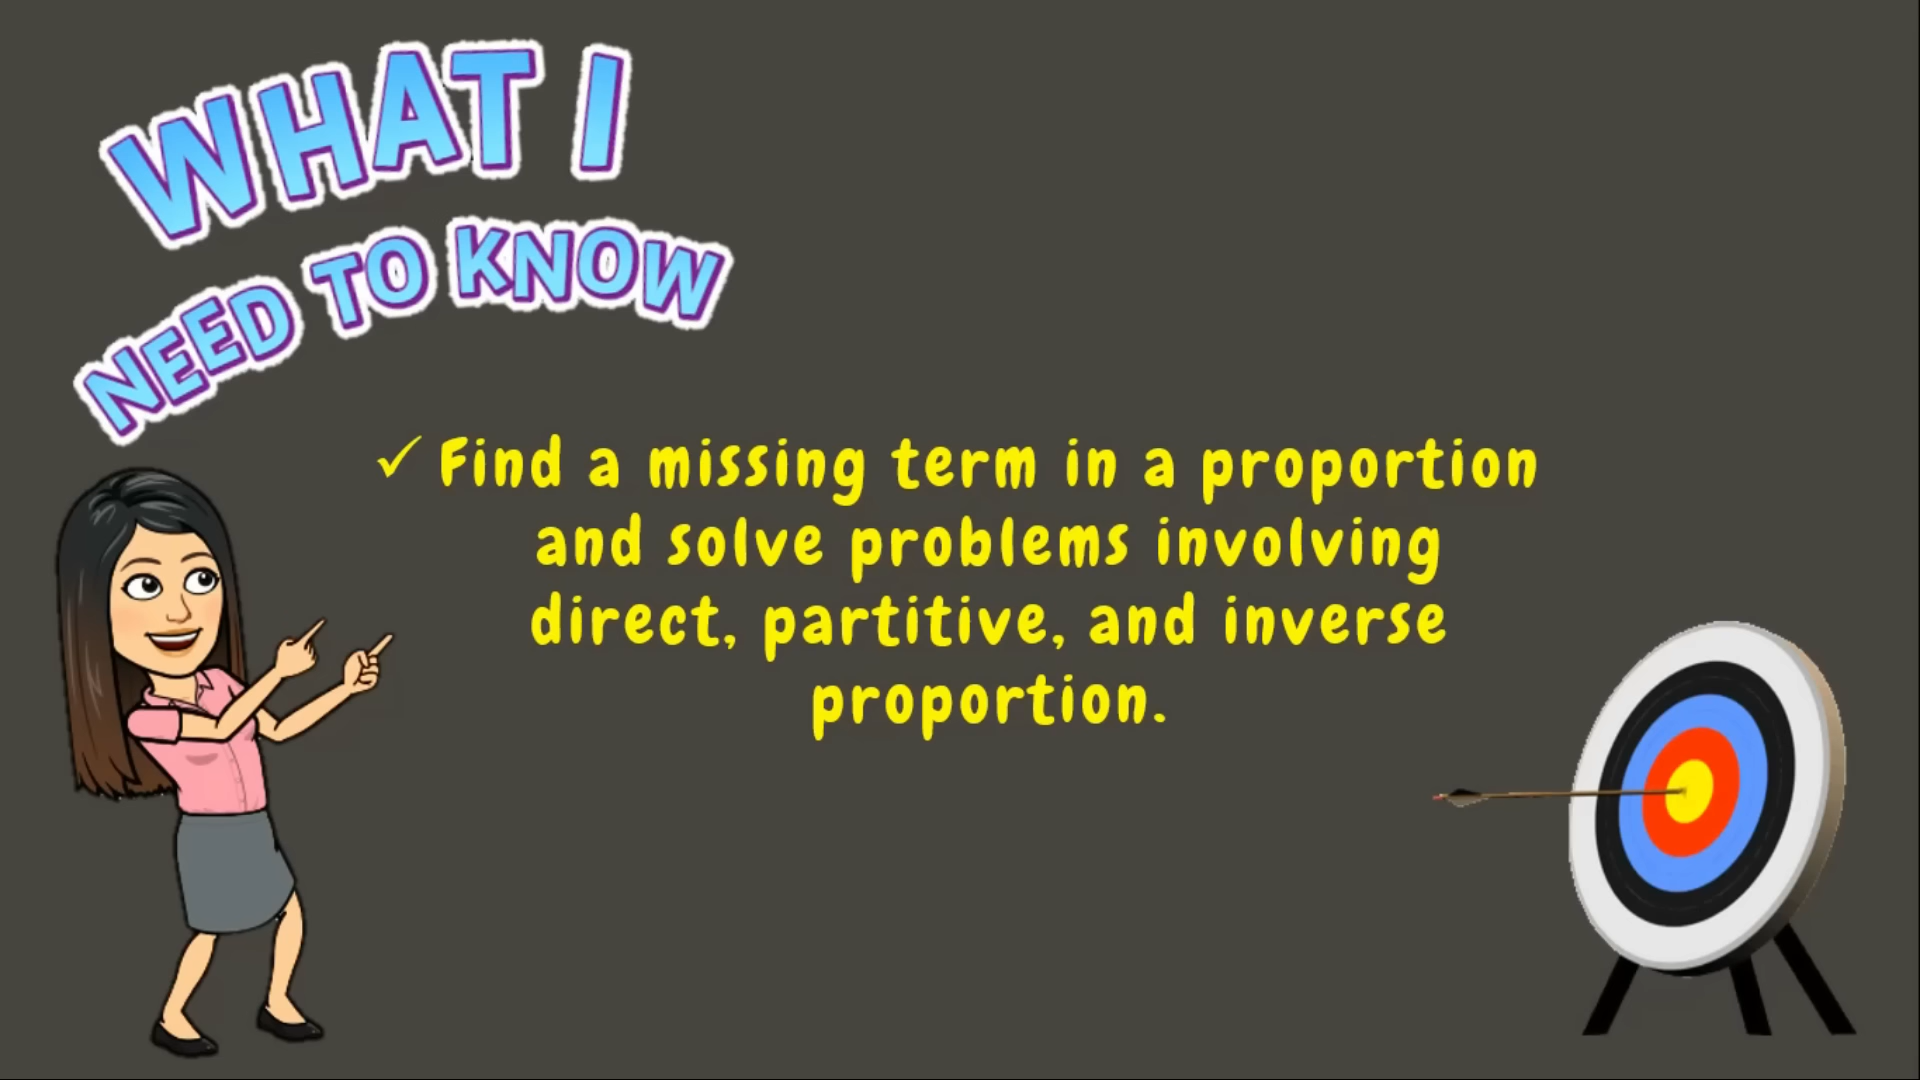 WHAT I
NEED TO KNOW
✓ Find a missing term in a proportion
and solve problems involving
direct, partitive, and inverse
proportion.